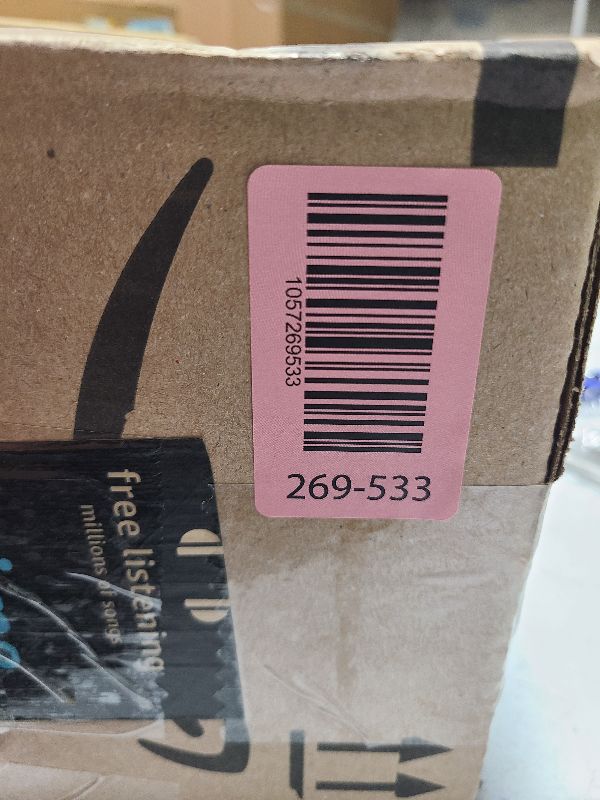 1057269533
269-533
free listening
millions of songs